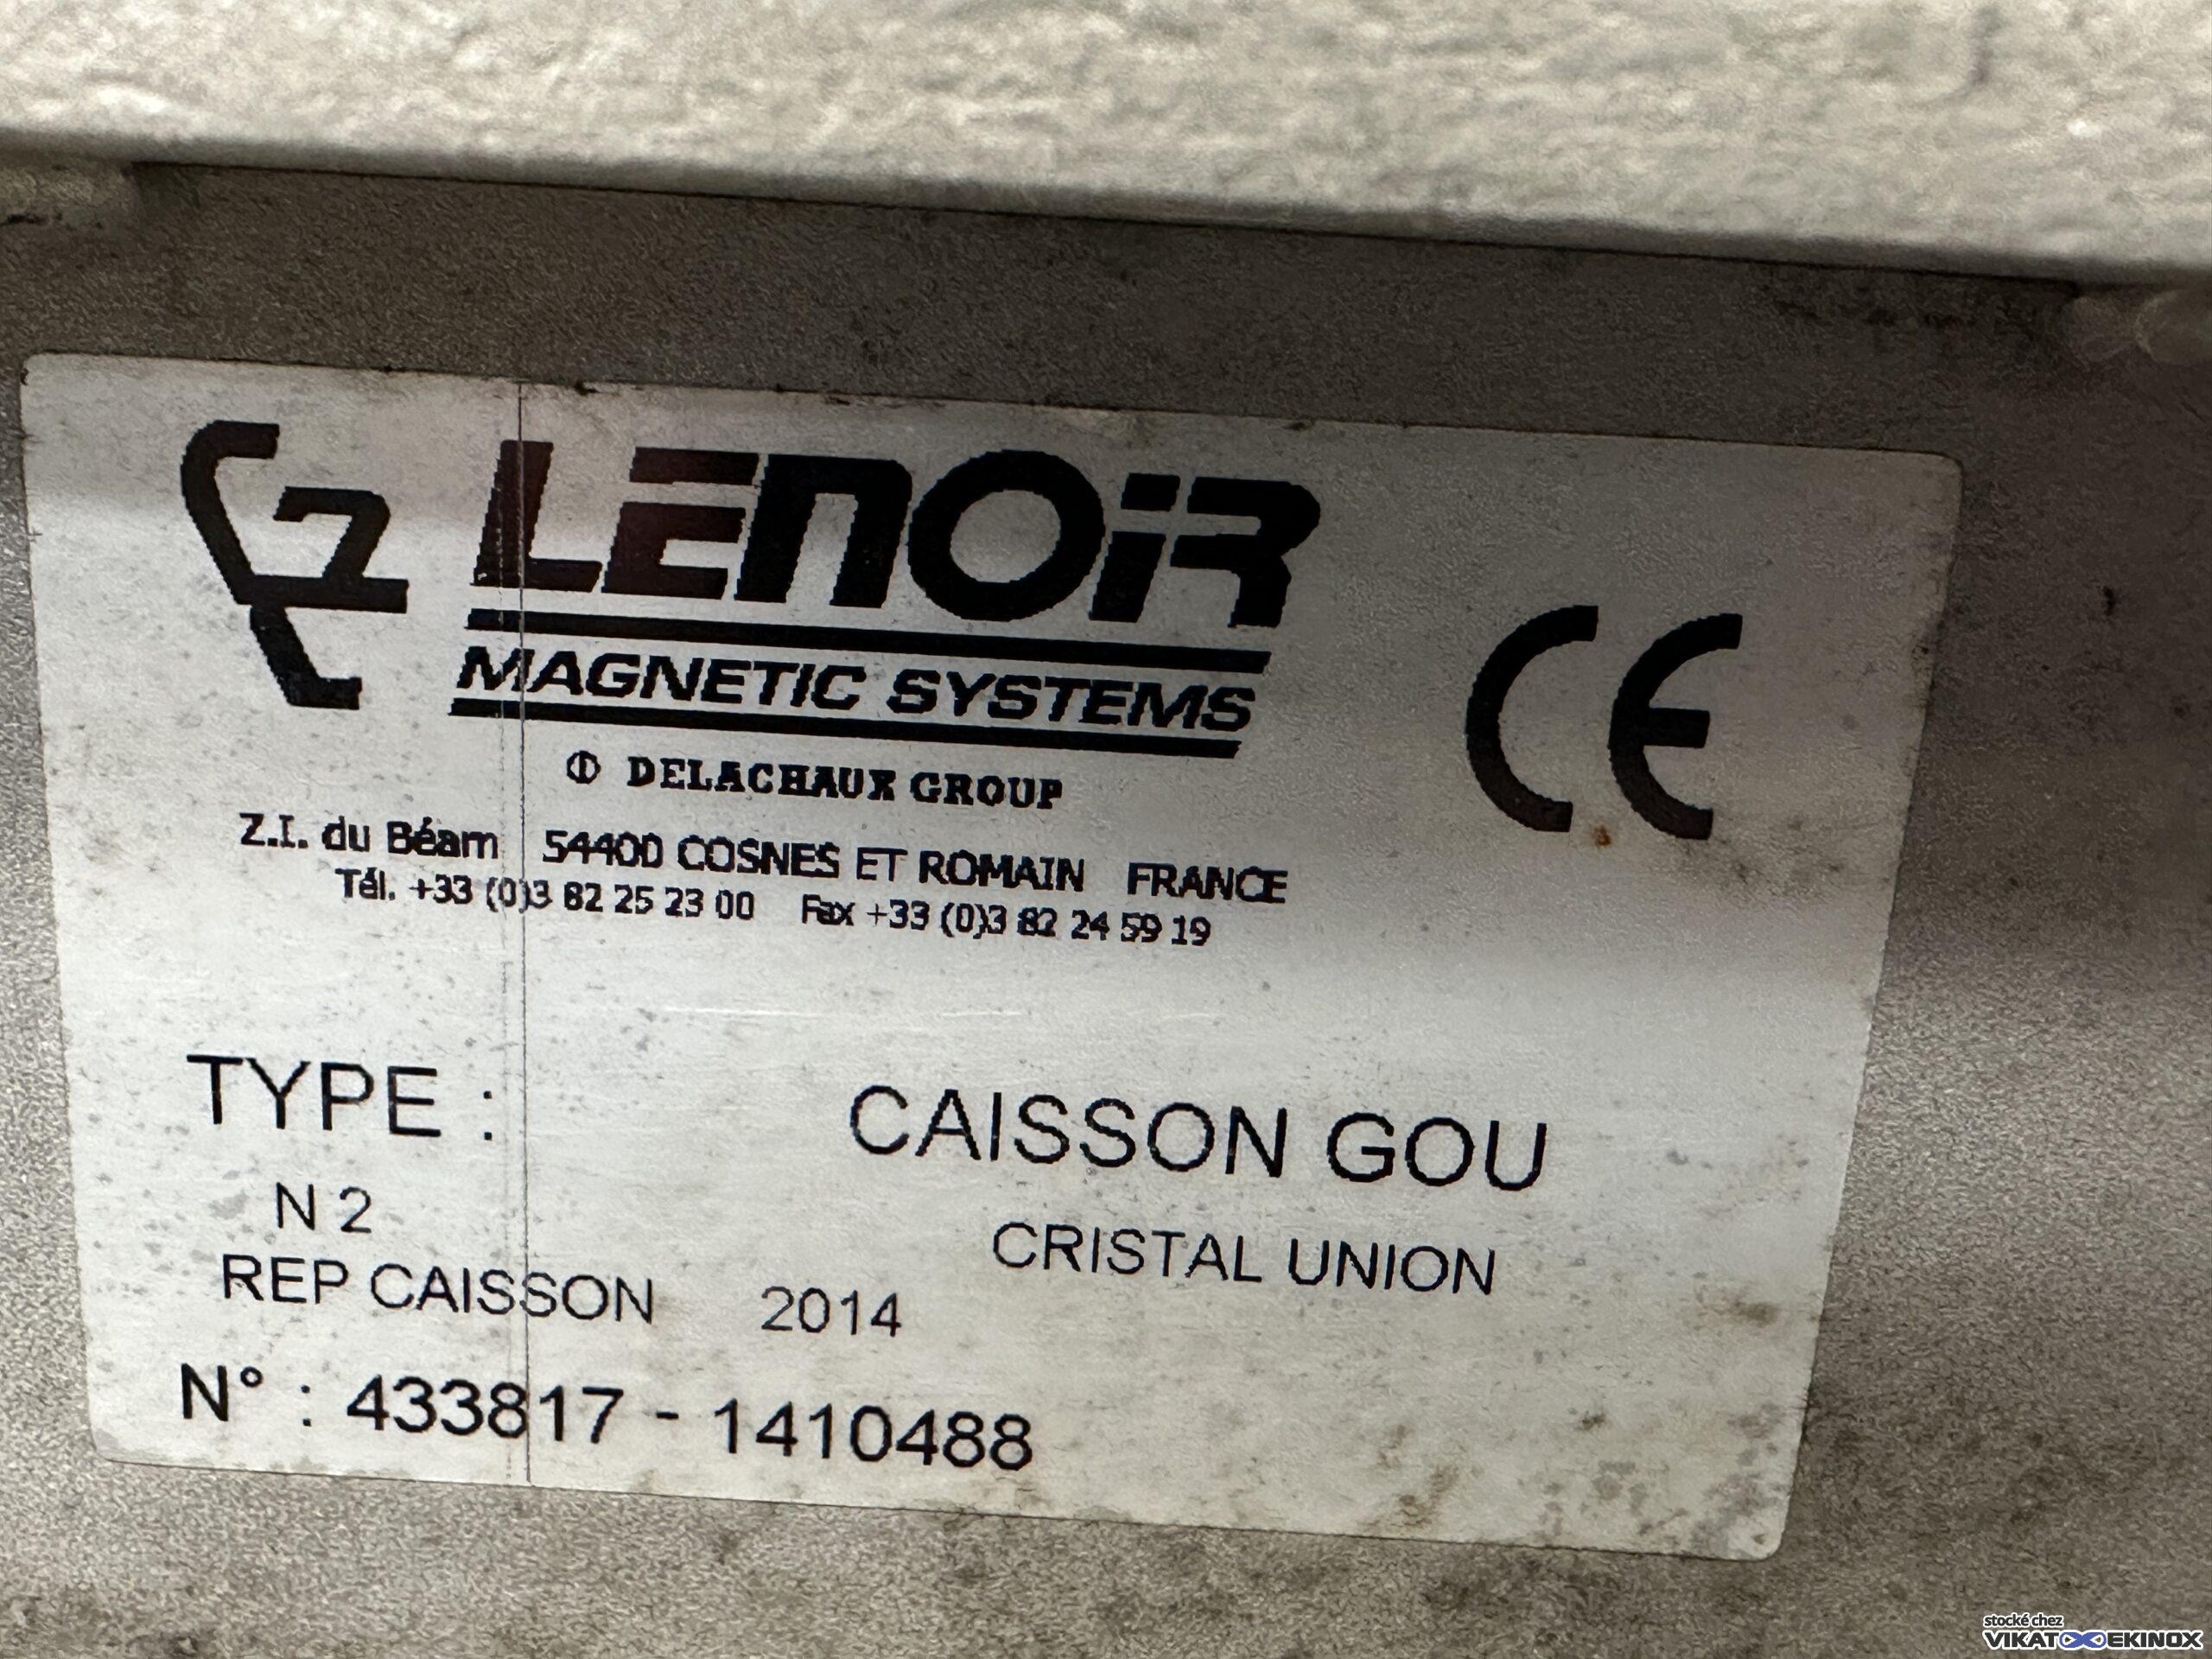 LENOIR
MAGNETIC SYSTEMS
DELACHAUX GROUP
CE
Z.I. du Béarn 54400 COSNES ET ROMAIN FRANCE
Tél. +33 (0)3 82 25 23 00 Fax +33 (0)3 82 24 59 19
TYPE : CAISSON GOU
N 2 CRISTAL UNION
REP CAISSON 2014
N° : 433817 - 1410488
stocké chez
VIKAT EKINOX